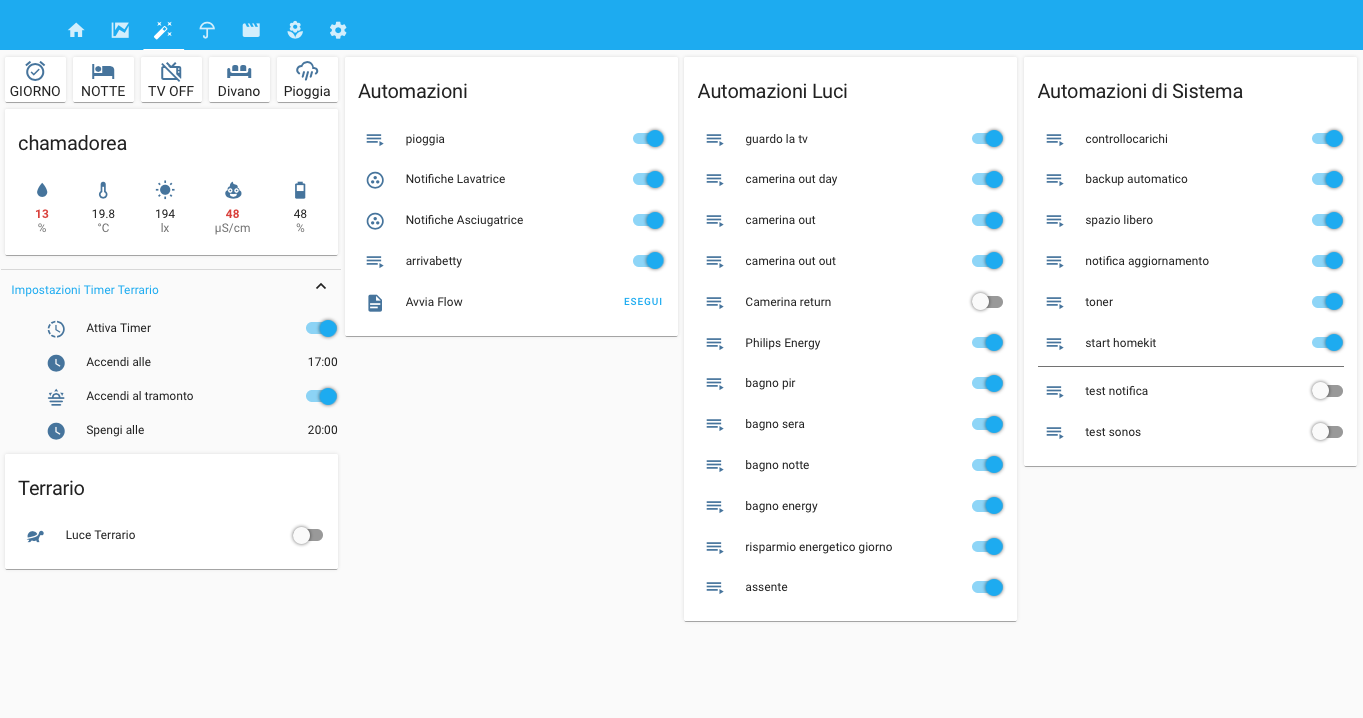 GIORNO
NOTTE
TV OFF
Divano
Pioggia
chamadorea
13 19.8 194 48 48
% °C lx µS/cm %
Impostazioni Timer Terrario
Attiva Timer
Accendi alle 17:00
Accendi al tramonto
Spengi alle 20:00
Terrario
Luce Terrario
Automazioni
pioggia
Notifiche Lavatrice
Notifiche Asciugatrice
arrivabetty
Avvia Flow ESEGUI
Automazioni Luci
guardo la tv
camerina out day
camerina out
camerina out out
Camerina return
Philips Energy
bagno pir
bagno sera
bagno notte
bagno energy
risparmio energetico giorno
assente
Automazioni di Sistema
controllocarichi
backup automatico
spazio libero
notifica aggiornamento
toner
start homekit
test notifica
test sonos